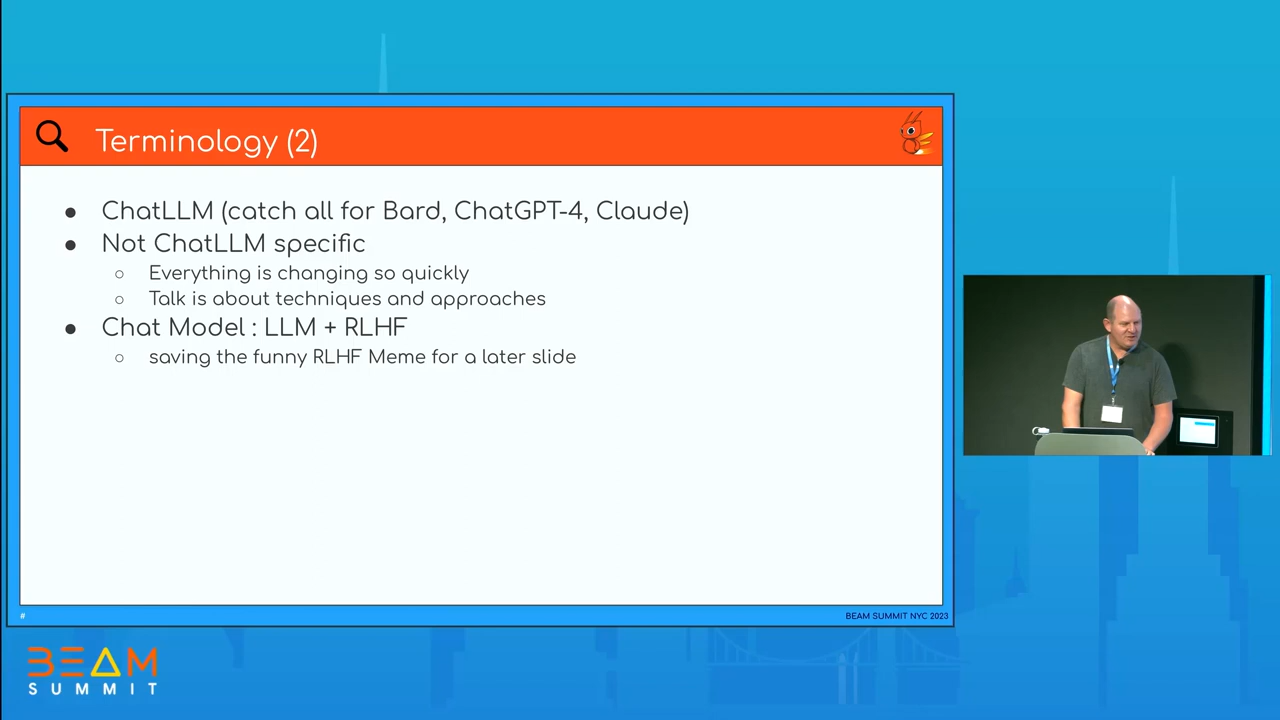 Terminology (2)
● ChatLLM (catch all for Bard, ChatGPT-4, Claude)
● Not ChatLLM specific
○ Everything is changing so quickly
○ Talk is about techniques and approaches
● Chat Model : LLM + RLHF
○ saving the funny RLHF Meme for a later slide
#
BEAM SUMMIT NYC 2023
BEAM
SUMMIT